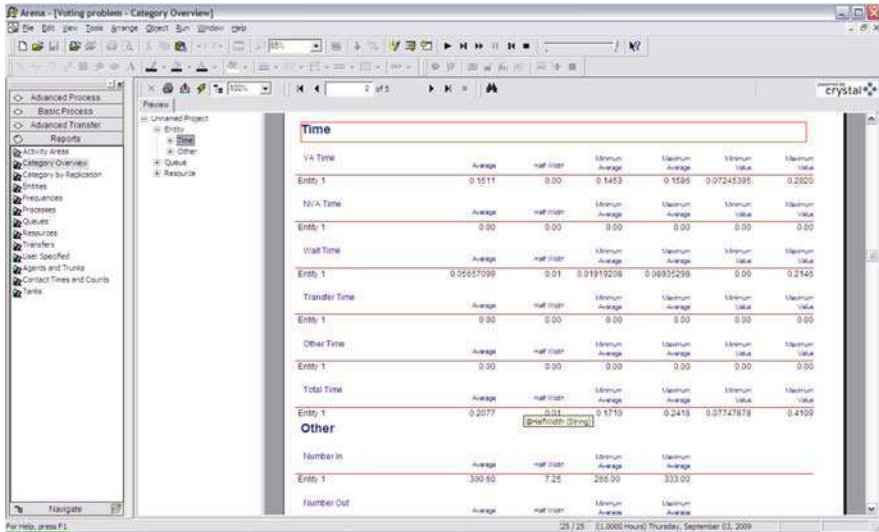 Arena - [Voting problem - Category Overview]
File Edit View Tools Arrange Object Run Window Help
65%
100%
2 of 5
powered by
crystal
Advanced Process
Basic Process
Advanced Transfer
Reports
Activity Areas
Category Overview
Category by Replication
Entities
Frequencies
Processes
Queues
Resources
Transfers
User Specified
Agents and Trunks
Contact Times and Counts
Tanks
Navigate
Preview
Unnamed Project
Entity
Time
Other
Queue
Resource
Time
VA Time Average Half Width Minimum Average Maximum Average Minimum Value Maximum Value
Entity 1 0.1511 0.00 0.1453 0.1595 0.07245395 0.2820
NVA Time Average Half Width Minimum Average Maximum Average Minimum Value Maximum Value
Entity 1 0.00 0.00 0.00 0.00 0.00 0.00
Wait Time Average Half Width Minimum Average Maximum Average Minimum Value Maximum Value
Entity 1 0.05657099 0.01 0.01919209 0.08935299 0.00 0.2146
Transfer Time Average Half Width Minimum Average Maximum Average Minimum Value Maximum Value
Entity 1 0.00 0.00 0.00 0.00 0.00 0.00
Other Time Average Half Width Minimum Average Maximum Average Minimum Value Maximum Value
Entity 1 0.00 0.00 0.00 0.00 0.00 0.00
Total Time Average Half Width Minimum Average Maximum Average Minimum Value Maximum Value
Entity 1 0.2077 0.01 0.1710 0.2418 0.07747878 0.4109
@HalfWidth (String)
Other
Number In Average Half Width Minimum Average Maximum Average
Entity 1 300.60 7.25 266.00 333.00
Number Out Average Half Width Minimum Average Maximum Average
For Help, press F1
25 / 25 (1.0000 Hours) Thursday, September 03, 2009